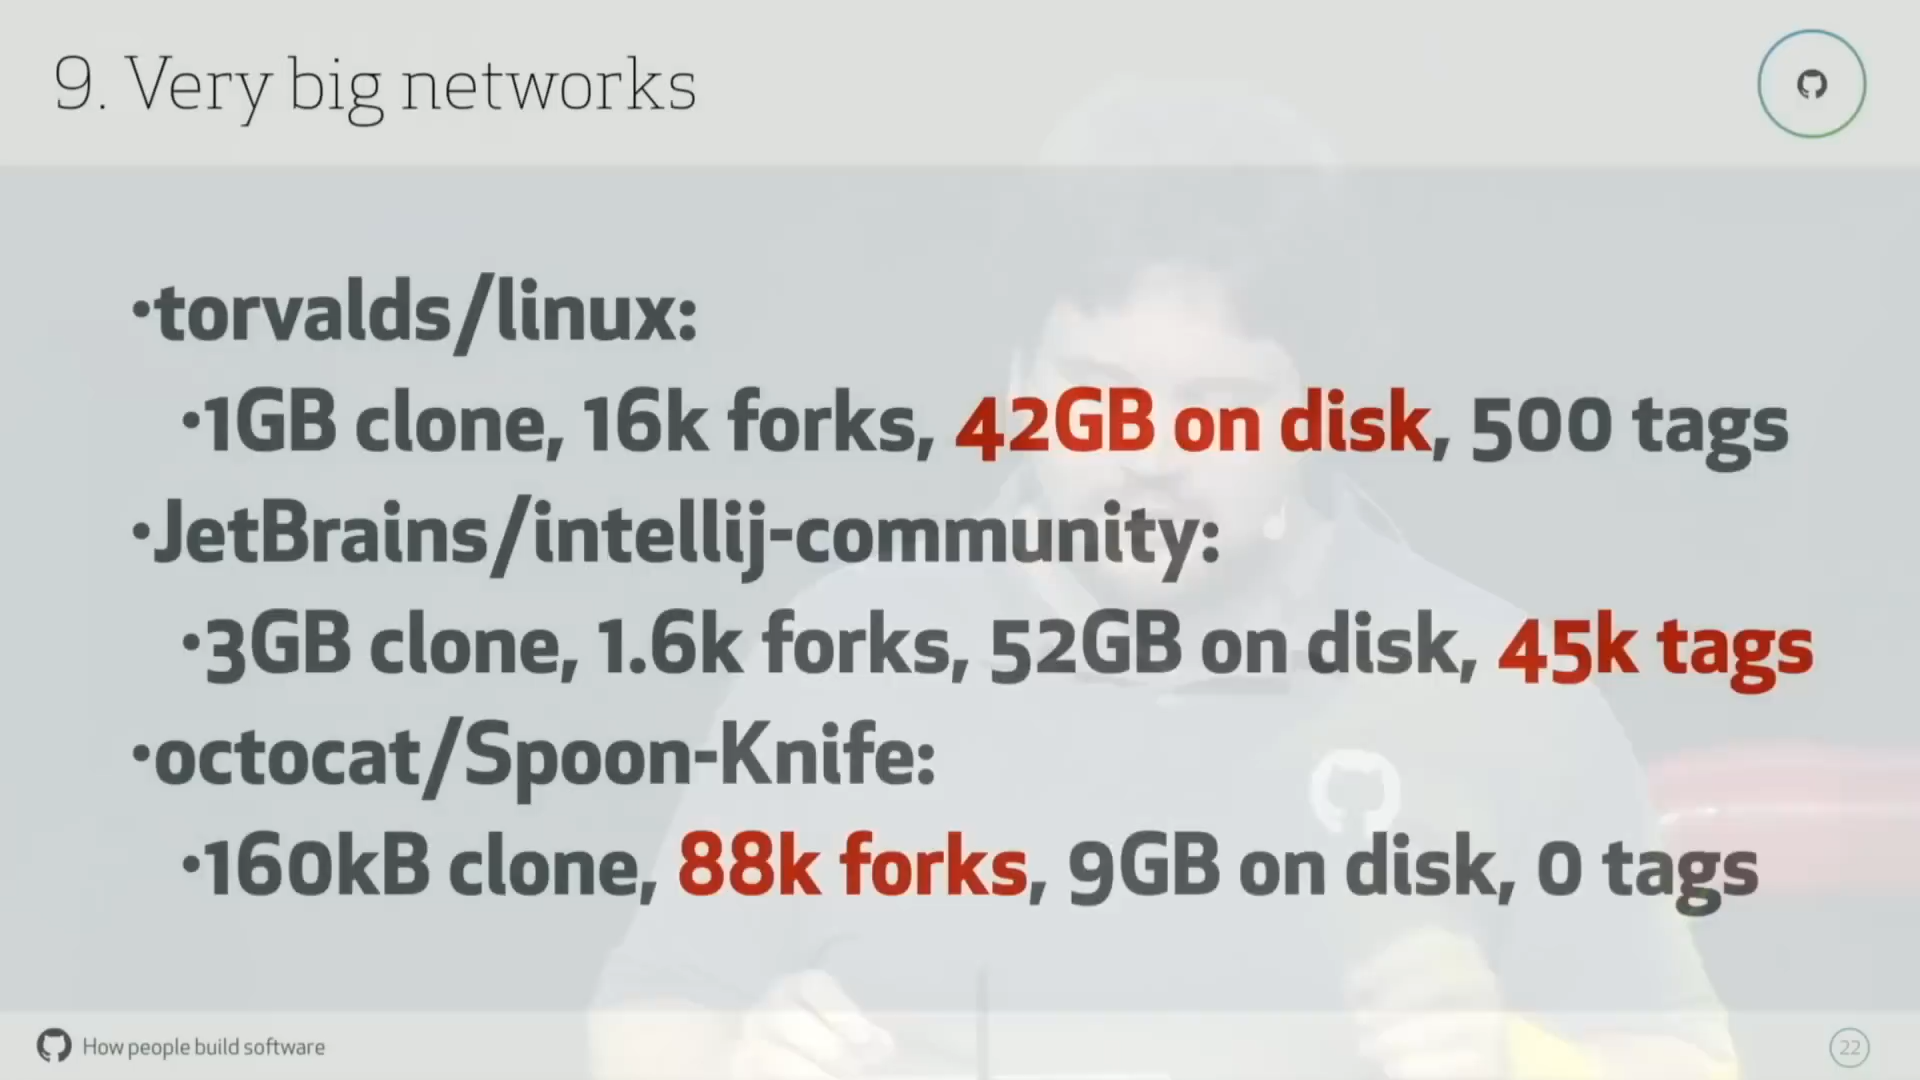 9. Very big networks
•torvalds/linux:
•1GB clone, 16k forks, 42GB on disk, 500 tags
•JetBrains/intellij-community:
•3GB clone, 1.6k forks, 52GB on disk, 45k tags
•octocat/Spoon-Knife:
•160kB clone, 88k forks, 9GB on disk, 0 tags
How people build software
22